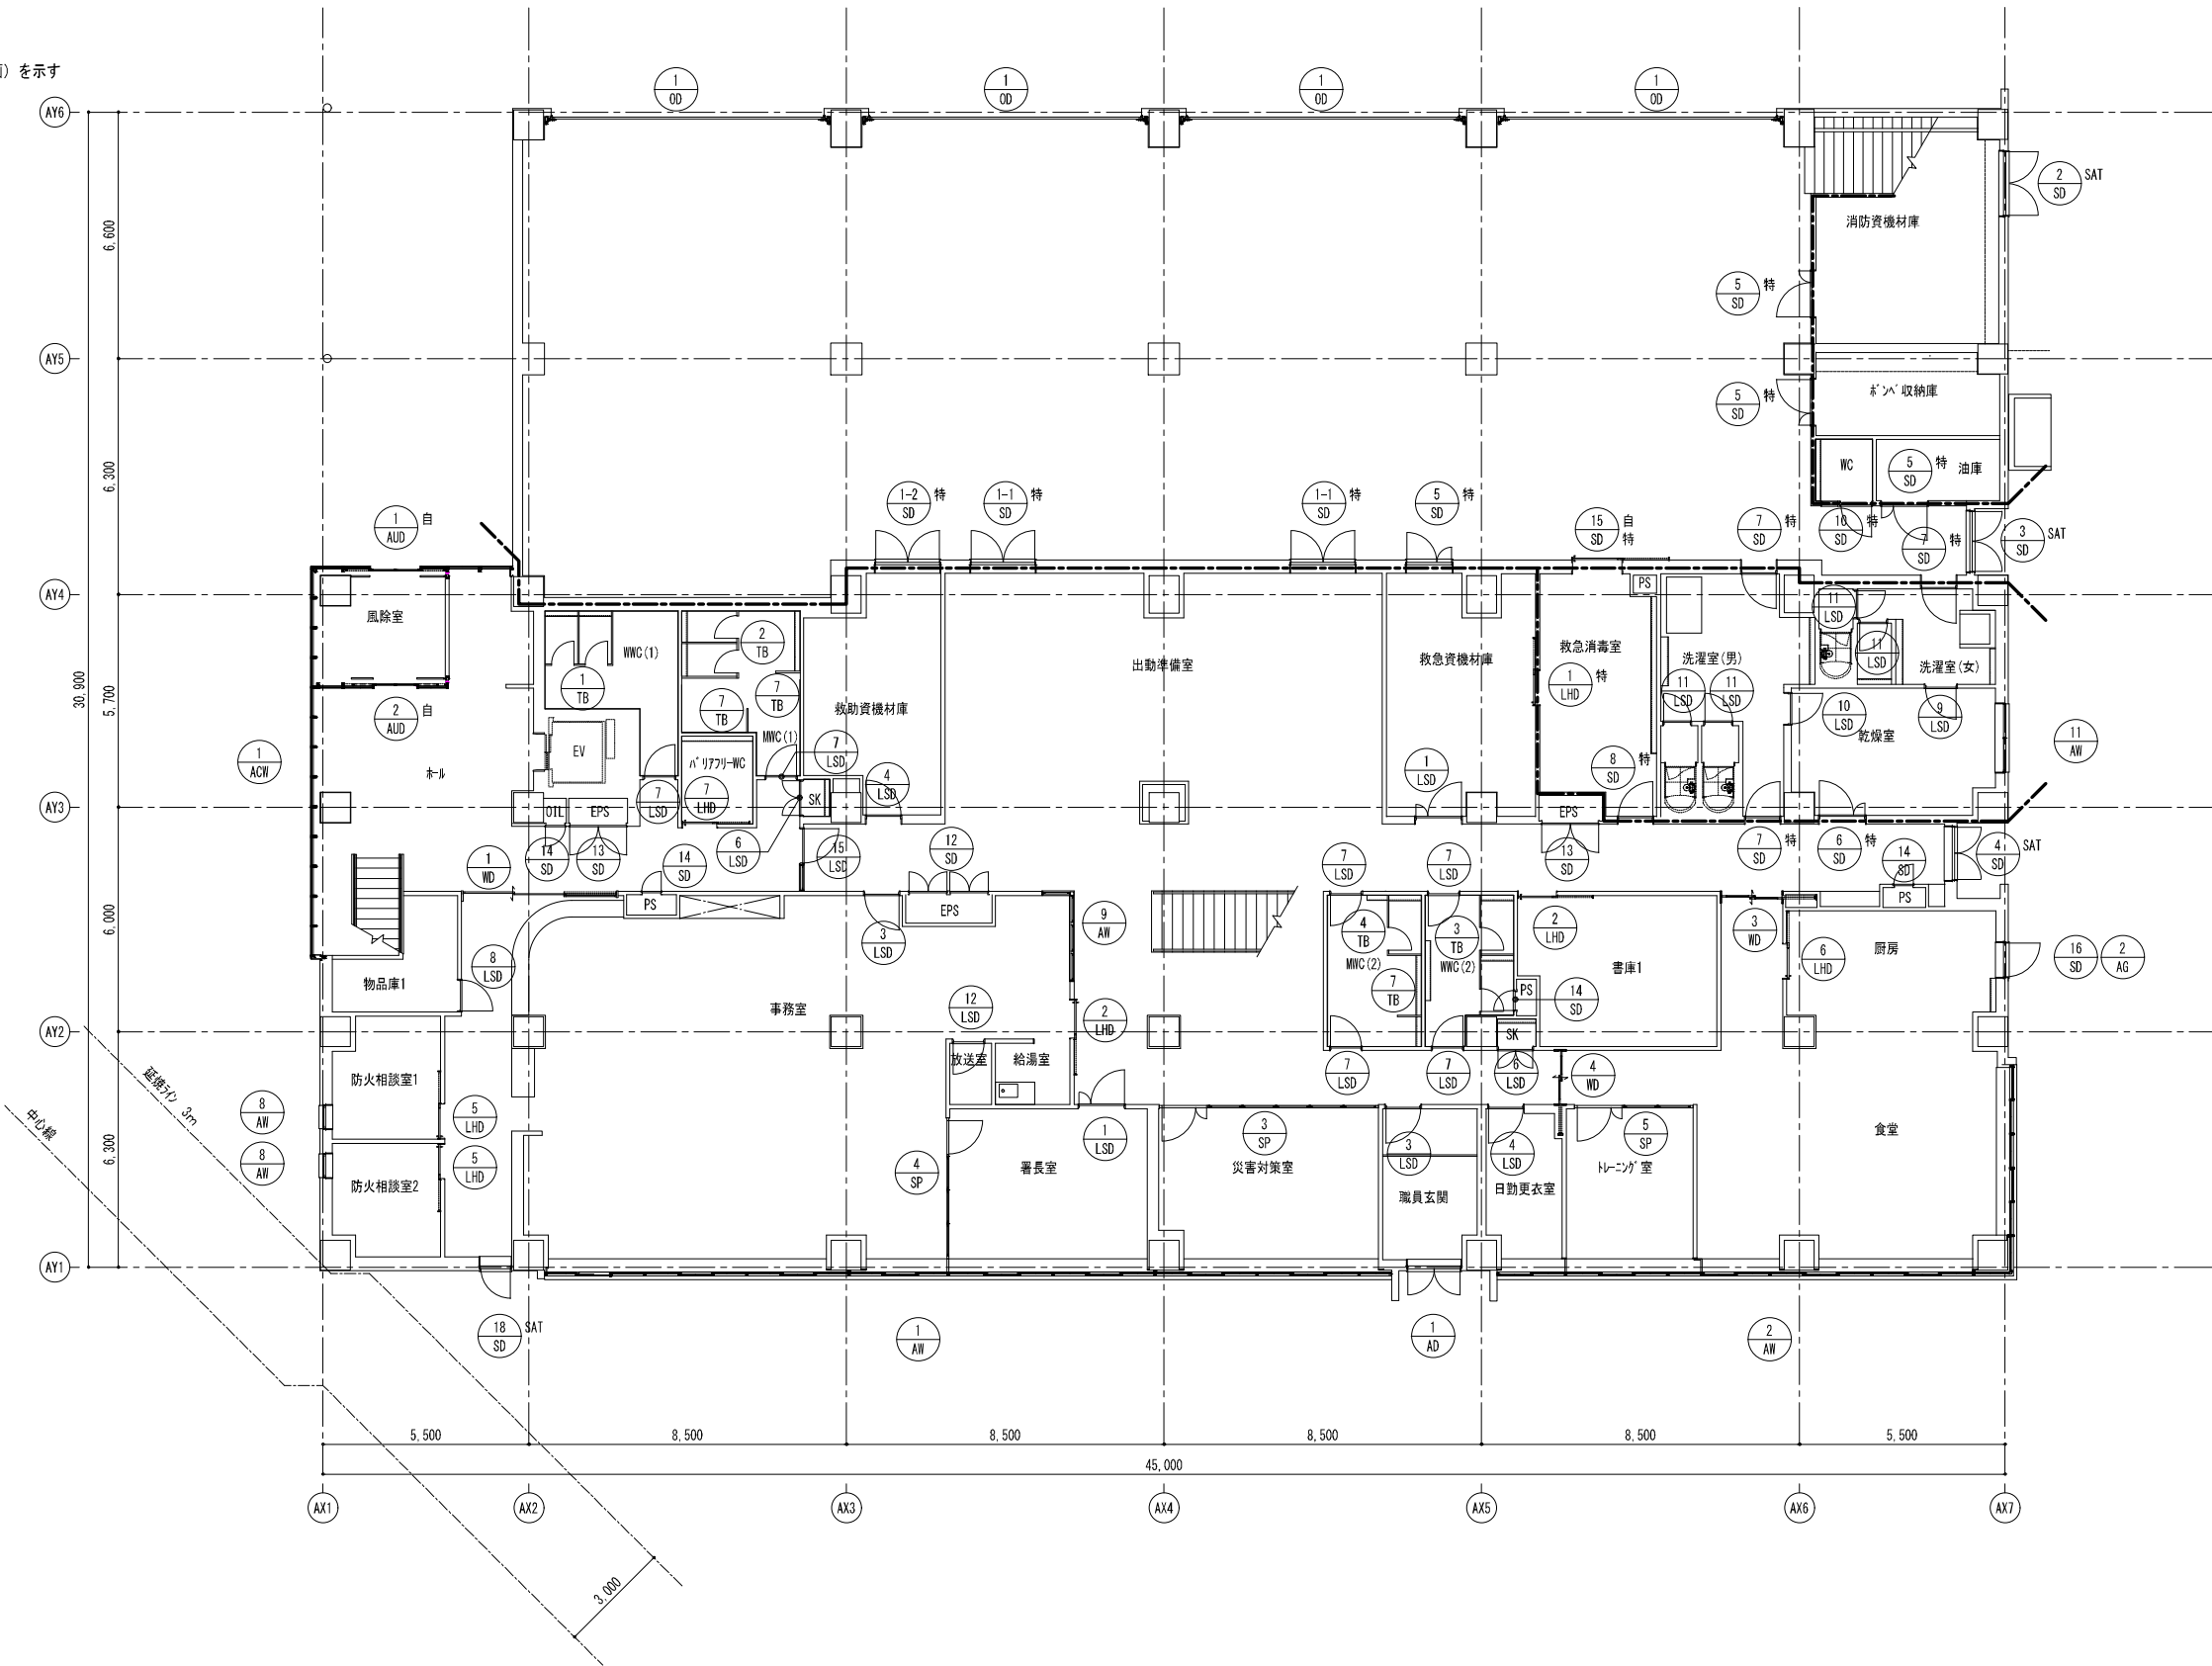 ）を示す
1
OD
1
OD
1
OD
1
OD
AY6
2
SD
SAT
消防資機材庫
6,600
5
SD
特
AY5
5
SD
特
ﾎﾞﾝﾍﾞ収納庫
WC
5
SD
特
油庫
6,300
1-2
SD
特
1-1
SD
特
1-1
SD
特
5
SD
特
1
AUD
自
15
SD
自
特
7
SD
特
10
SD
特
7
SD
特
3
SD
SAT
AY4
PS
11
LSD
風除室
WWC(1)
2
TB
出動準備室
救急資機材庫
救急消毒室
洗濯室(男)
11
LSD
洗濯室(女)
1
TB
7
TB
7
TB
1
LHD
特
11
LSD
11
LSD
30,900
5,700
2
AUD
自
救助資機材庫
10
LSD
9
LSD
乾燥室
11
AW
1
ACW
ﾎｰﾙ
EV
MWC(1)
ﾊﾞﾘｱﾌﾘｰWC
7
LSD
4
LSD
1
LSD
8
SD
特
7
LSD
7
LHD
SK
AY3
OIL
EPS
EPS
1
WD
14
SD
13
SD
14
SD
6
LSD
15
LSD
12
SD
7
LSD
7
LSD
13
SD
7
SD
特
6
SD
特
14
SD
4
SD
SAT
PS
EPS
PS
6,000
8
LSD
3
LSD
9
AW
4
TB
MWC(2)
3
TB
WWC(2)
2
LHD
書庫1
3
WD
6
LHD
厨房
16
SD
2
AG
物品庫1
事務室
12
LSD
2
LHD
7
TB
PS
14
SD
AY2
SK
放送室
給湯室
7
LSD
7
LSD
6
LSD
4
WD
防火相談室1
延焼ﾗｲﾝ 3m
中心線
8
AW
5
LHD
1
LSD
3
SP
3
LSD
4
LSD
5
SP
食堂
6,300
8
AW
5
LHD
4
SP
署長室
災害対策室
ﾄﾚｰﾆﾝｸﾞ室
防火相談室2
職員玄関
日勤更衣室
AY1
18
SD
SAT
1
AW
1
AD
2
AW
5,500
8,500
8,500
8,500
8,500
5,500
45,000
AX1
AX2
AX3
AX4
AX5
AX6
AX7
3,000